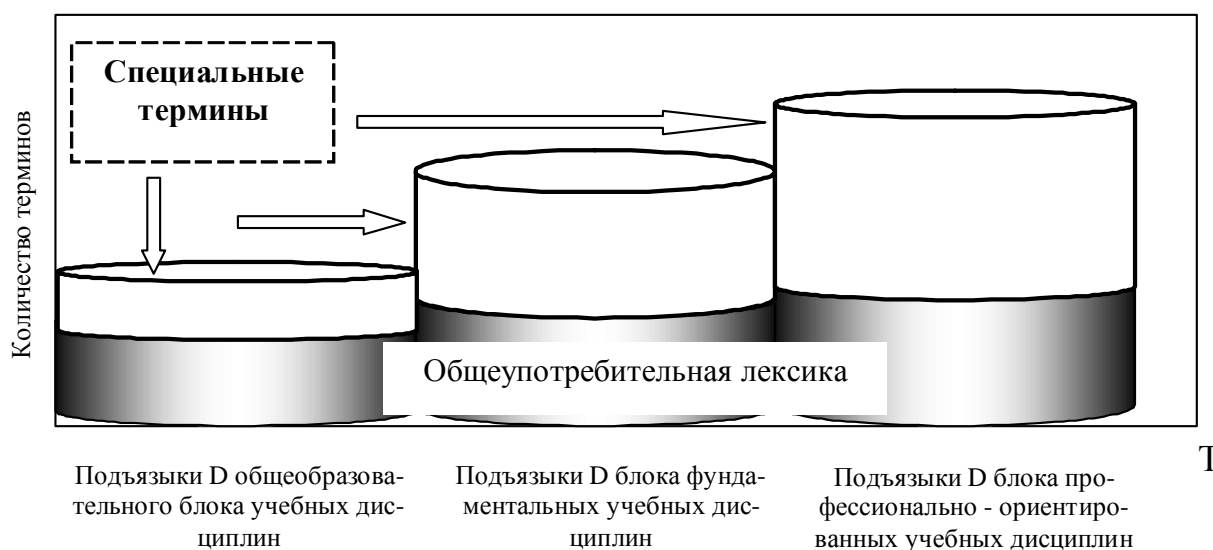 Специальные
термины
Количество терминов
Общеупотребительная лексика
Т
Подъязыки D общеобразова-
тельного блока учебных дис-
циплин
Подъязыки D блока фунда-
ментальных учебных дис-
циплин
Подъязыки D блока про-
фессионально - ориентиро-
ванных учебных дисциплин